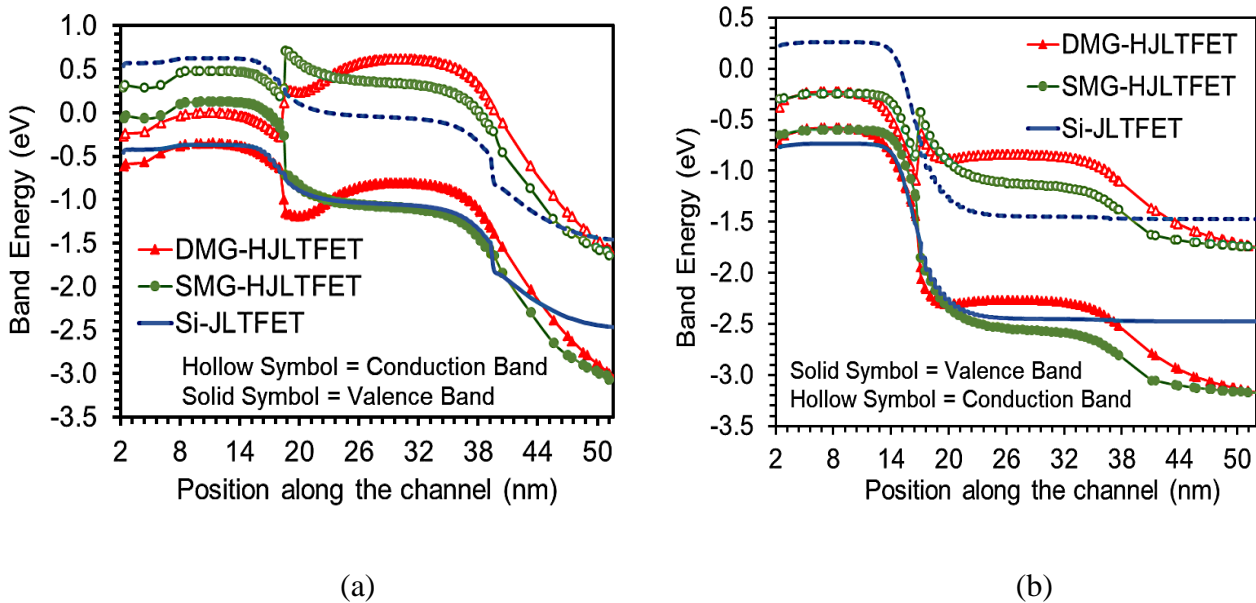 (b)
1.0
0.5
0.0
-0.5
-1.0
-1.5
-2.0
-2.5
-3.0
-3.5
Band Energy (eV)
DMG-HJLTFET
SMG-HJLTFET
Si-JLTFET
Hollow Symbol = Conduction Band
Solid Symbol = Valence Band
2 8 14 20 26 32 38 44 50
Position along the channel (nm)
0.5
0.0
-0.5
-1.0
-1.5
-2.0
-2.5
-3.0
-3.5
Band Energy (eV)
DMG-HJLTFET
SMG-HJLTFET
Si-JLTFET
Solid Symbol = Valence Band
Hollow Symbol = Conduction Band
2 8 14 20 26 32 38 44 50
Position along the channel (nm)
(a)
(b)